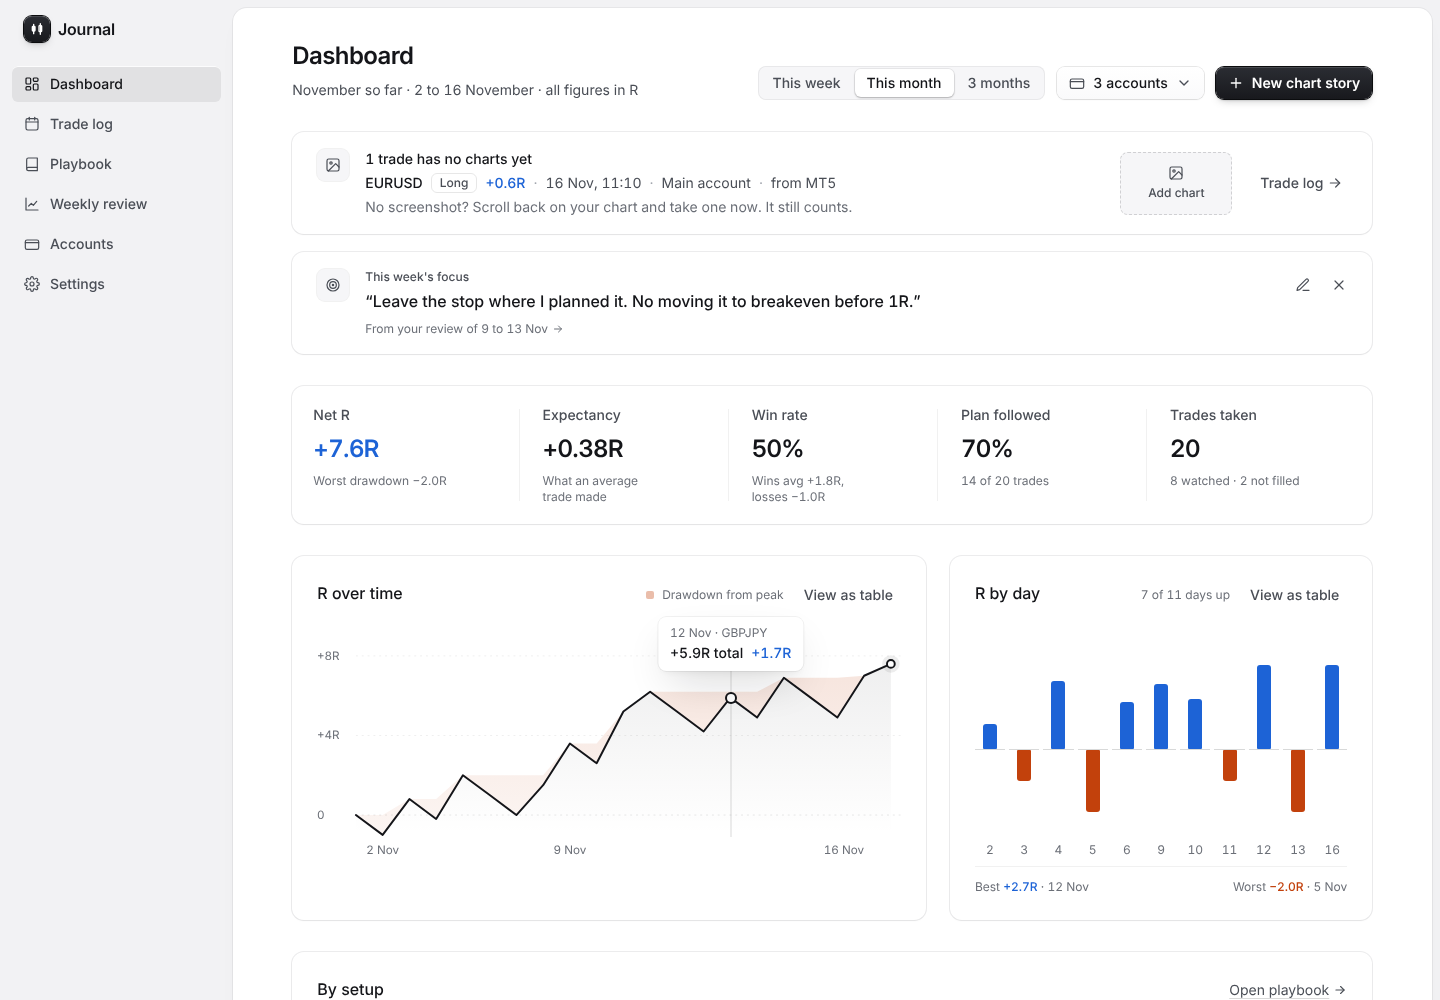 Journal
Dashboard
Trade log
Playbook
Weekly review
Accounts
Settings
Dashboard
November so far · 2 to 16 November · all figures in R
This week
This month
3 months
3 accounts
New chart story
1 trade has no charts yet
EURUSD Long +0.6R · 16 Nov, 11:10 · Main account · from MT5
No screenshot? Scroll back on your chart and take one now. It still counts.
Add chart
Trade log →
This week's focus
“Leave the stop where I planned it. No moving it to breakeven before 1R.”
From your review of 9 to 13 Nov →
Net R
+7.6R
Worst drawdown −2.0R
Expectancy
+0.38R
What an average
trade made
Win rate
50%
Wins avg +1.8R,
losses −1.0R
Plan followed
70%
14 of 20 trades
Trades taken
20
8 watched · 2 not filled
R over time
Drawdown from peak
View as table
12 Nov · GBPJPY
+5.9R total +1.7R
+8R
+4R
0
2 Nov
9 Nov
16 Nov
R by day
7 of 11 days up
View as table
2 3 4 5 6 9 10 11 12 13 16
Best +2.7R · 12 Nov
Worst −2.0R · 5 Nov
By setup
Open playbook →